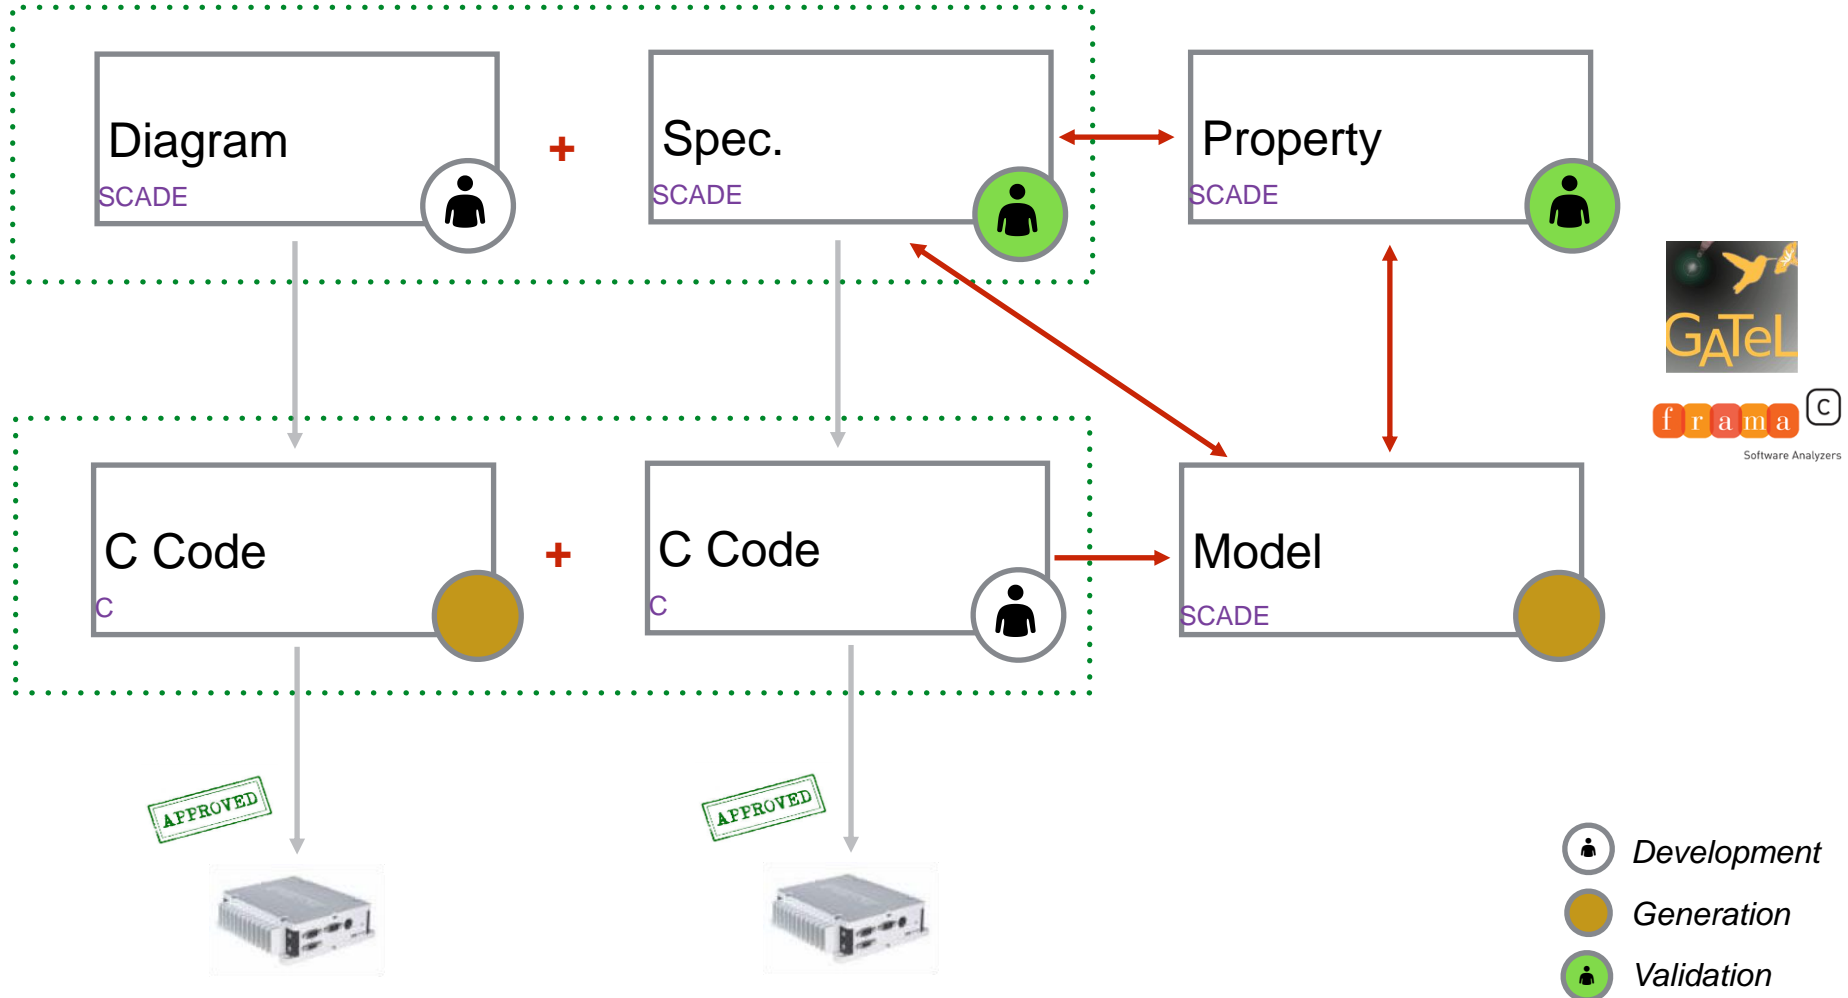 Diagram
SCADE
+
Spec.
SCADE
Property
SCADE
GATeL
frama
C
Software Analyzers
C Code
C
+
C Code
C
Model
SCADE
APPROVED
APPROVED
Development
Generation
Validation